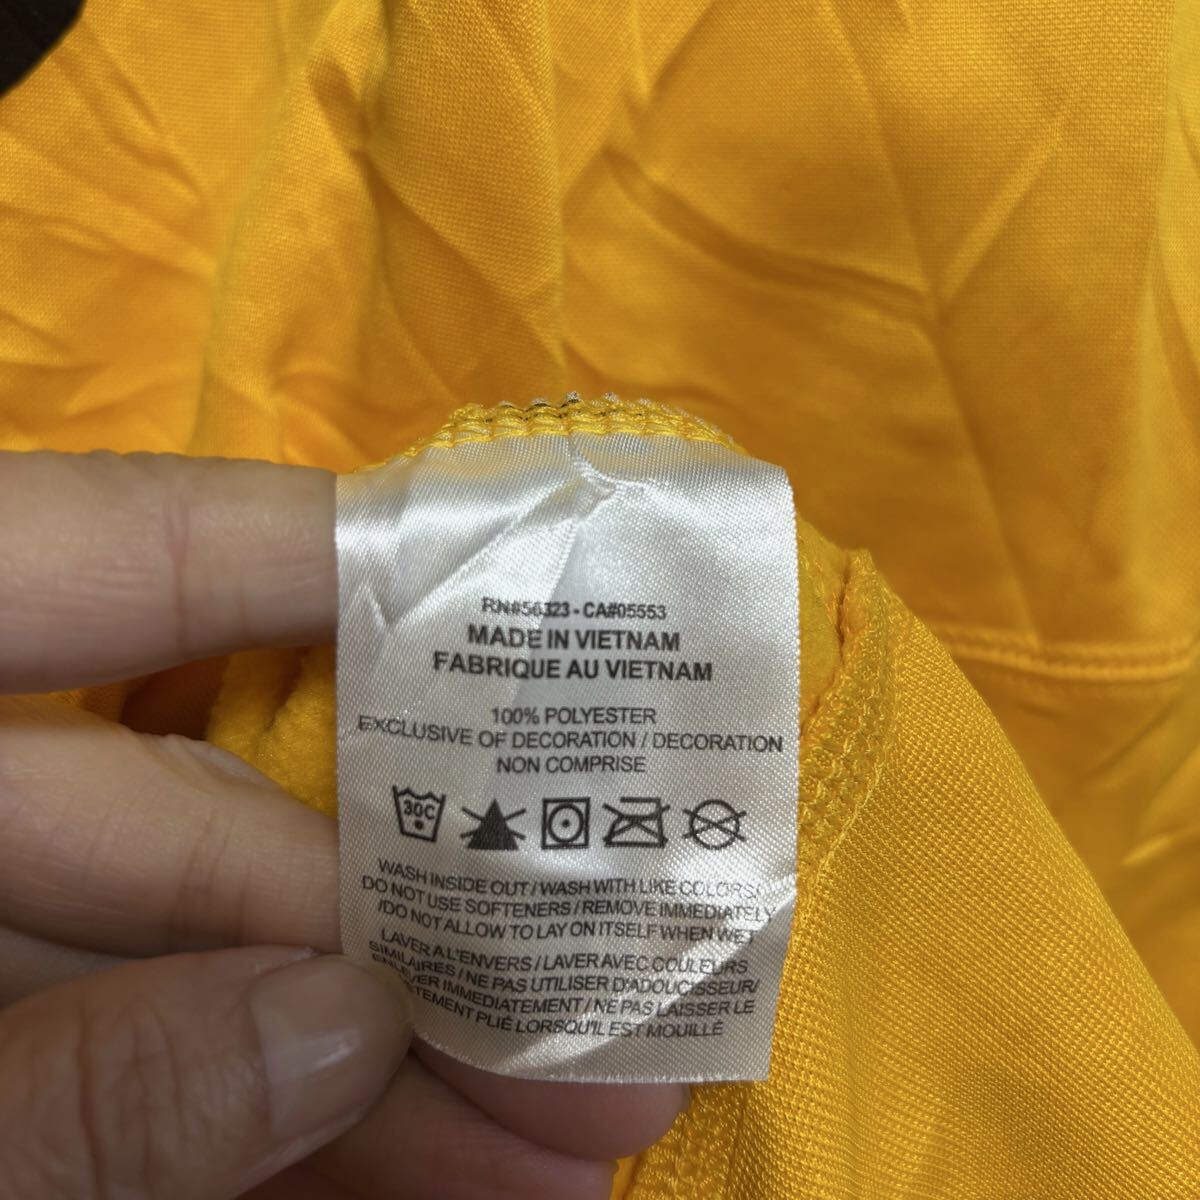 RN#56323 - CA#05553
MADE IN VIETNAM
FABRIQUE AU VIETNAM
100% POLYESTER
EXCLUSIVE OF DECORATION / DECORATION
NON COMPRISE
30C
WASH INSIDE OUT / WASH WITH LIKE COLORS/
DO NOT USE SOFTENERS / REMOVE IMMEDIATELY
/DO NOT ALLOW TO LAY ON ITSELF WHEN WET
LAVER A L'ENVERS / LAVER AVEC COULEURS
SIMILAIRES / NE PAS UTILISER D'ADOUCISSEUR/
IMMEDIATEMENT / NE PAS LAISSER LE
PLIÉ LORSQU'IL EST MOUILLÉ